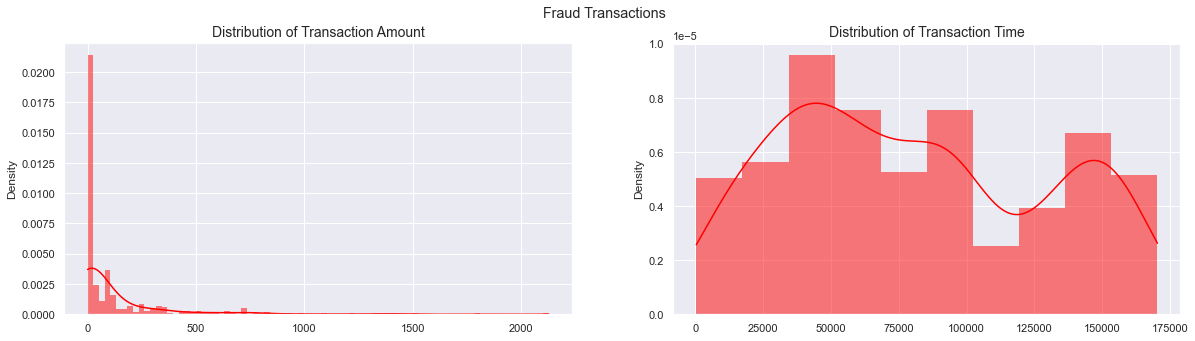 Fraud Transactions
Distribution of Transaction Amount
0.0200
0.0175
0.0150
0.0125
0.0100
0.0075
0.0050
0.0025
0.0000
Density
0 500 1000 1500 2000
Distribution of Transaction Time
1e−5
1.0
0.8
0.6
0.4
0.2
0.0
Density
0 25000 50000 75000 100000 125000 150000 175000